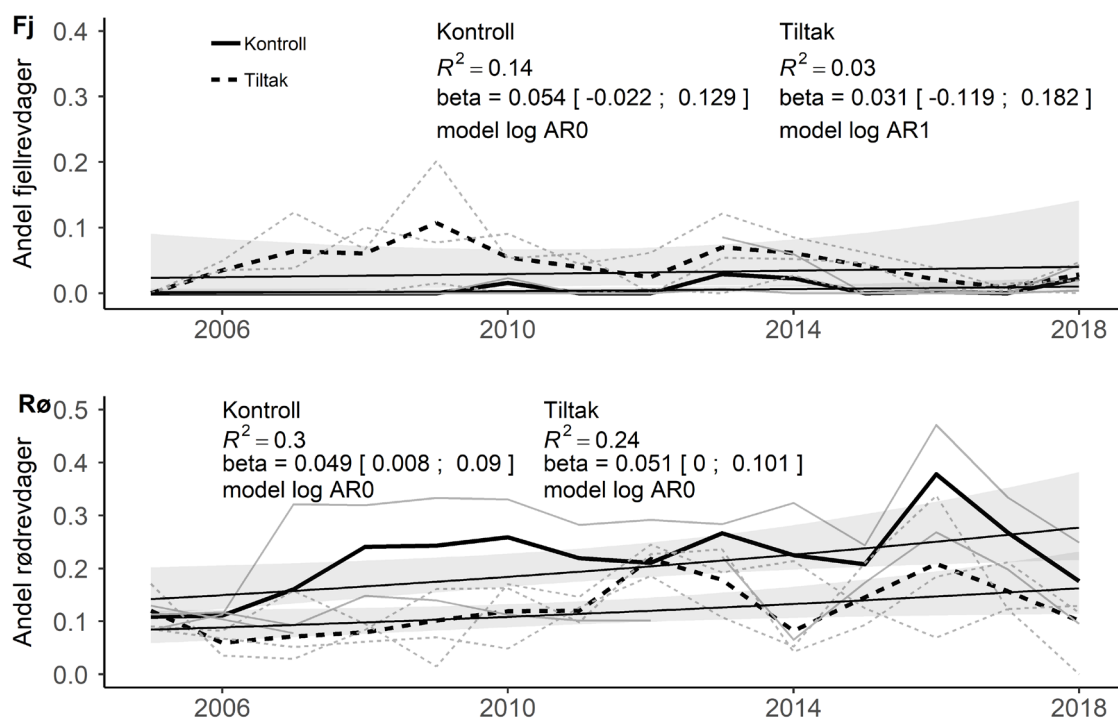 Fj
Andel fjellrevdager
0.4
0.3
0.2
0.1
0.0
Kontroll
Tiltak
Kontroll
R² = 0.14
beta = 0.054 [ -0.022 ; 0.129 ]
model log AR0
Tiltak
R² = 0.03
beta = 0.031 [ -0.119 ; 0.182 ]
model log AR1
2006 2010 2014 2018
Rø
Andel rødrevdager
0.5
0.4
0.3
0.2
0.1
0.0
Kontroll
R² = 0.3
beta = 0.049 [ 0.008 ; 0.09 ]
model log AR0
Tiltak
R² = 0.24
beta = 0.051 [ 0 ; 0.101 ]
model log AR0
2006 2010 2014 2018